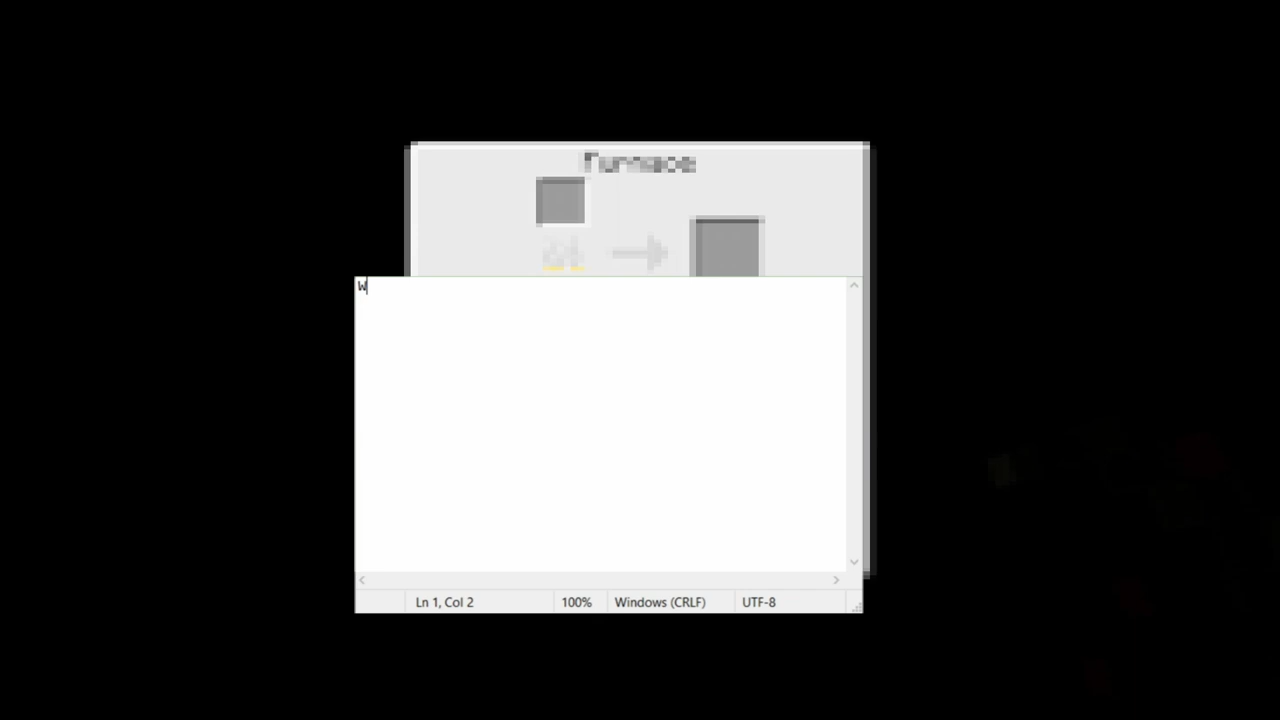 Furnace
W
Ln 1, Col 2
100%
Windows (CRLF)
UTF-8